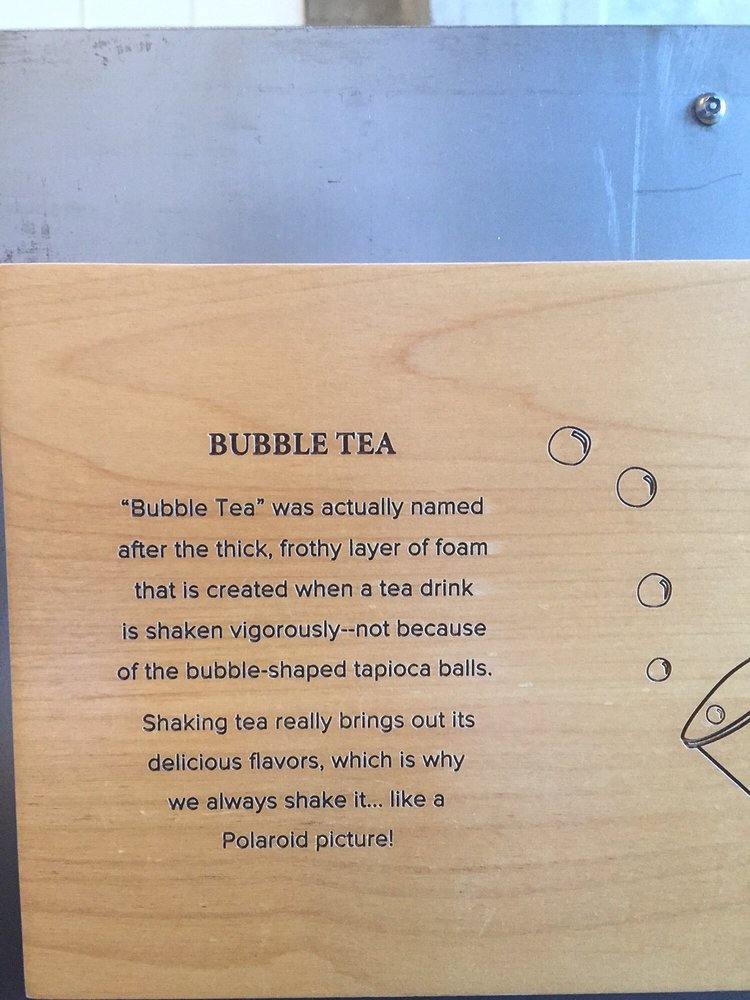 BUBBLE TEA
“Bubble Tea” was actually named
after the thick, frothy layer of foam
that is created when a tea drink
is shaken vigorously--not because
of the bubble-shaped tapioca balls.
Shaking tea really brings out its
delicious flavors, which is why
we always shake it... like a
Polaroid picture!